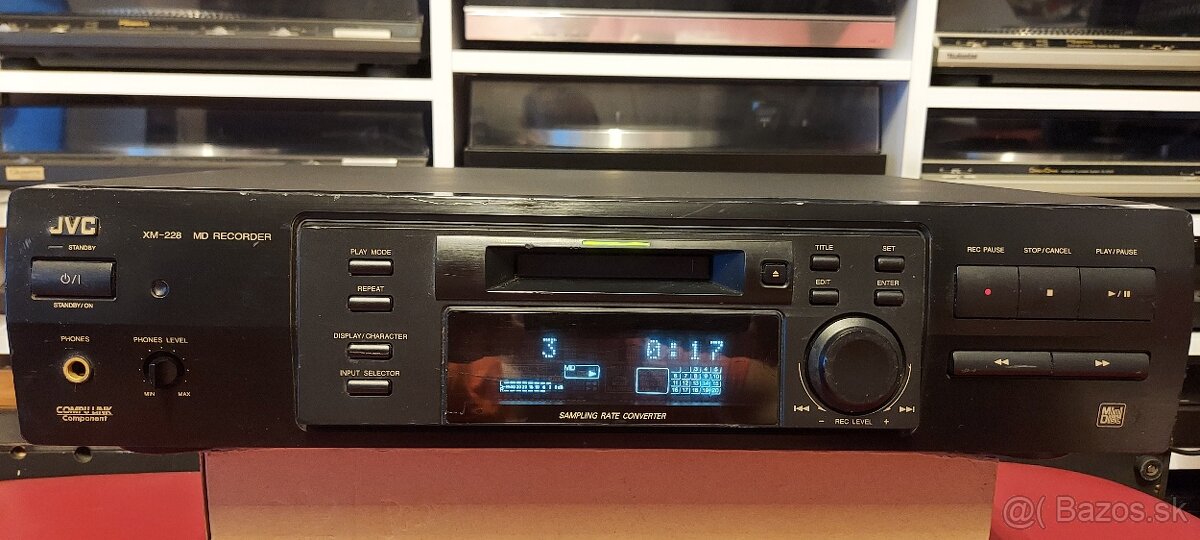 JVC
XM-228 MD RECORDER
STANDBY
⏻/I
STANDBY/ON
PHONES
PHONES LEVEL
MIN MAX
COMPU LINK
Component
PLAY MODE
REPEAT
DISPLAY/CHARACTER
INPUT SELECTOR
3 0:17
MD
SAMPLING RATE CONVERTER
TITLE
SET
EDIT
ENTER
− REC LEVEL +
REC PAUSE
STOP/CANCEL
PLAY/PAUSE
Mini
Disc
@( Bazos.sk